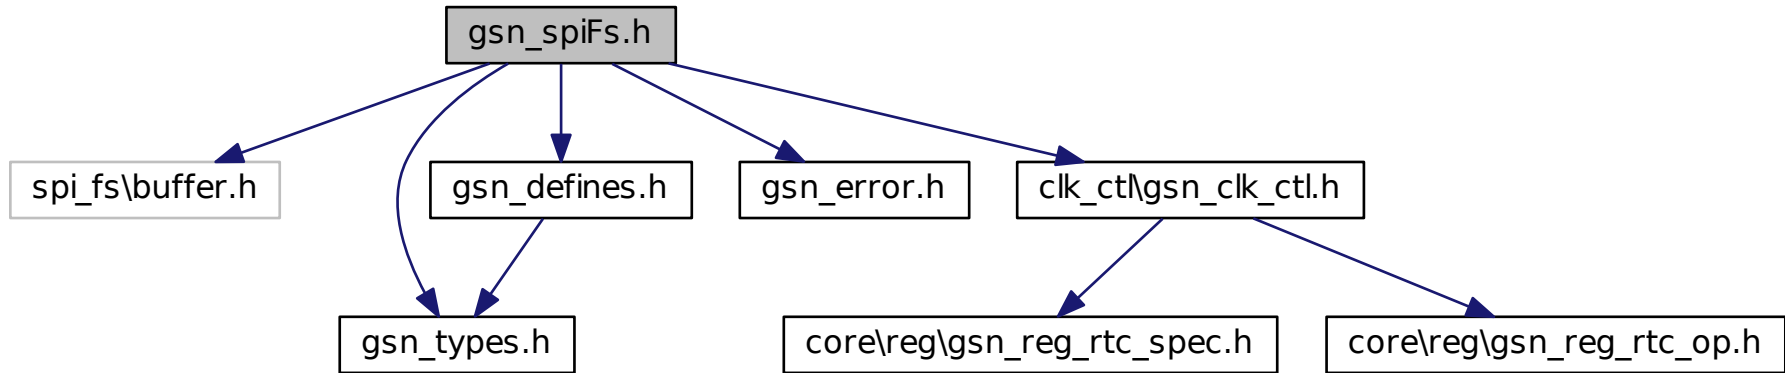 gsn_spiFs.h
spi_fs\buffer.h
gsn_defines.h
gsn_error.h
clk_ctl\gsn_clk_ctl.h
gsn_types.h
core\reg\gsn_reg_rtc_spec.h
core\reg\gsn_reg_rtc_op.h